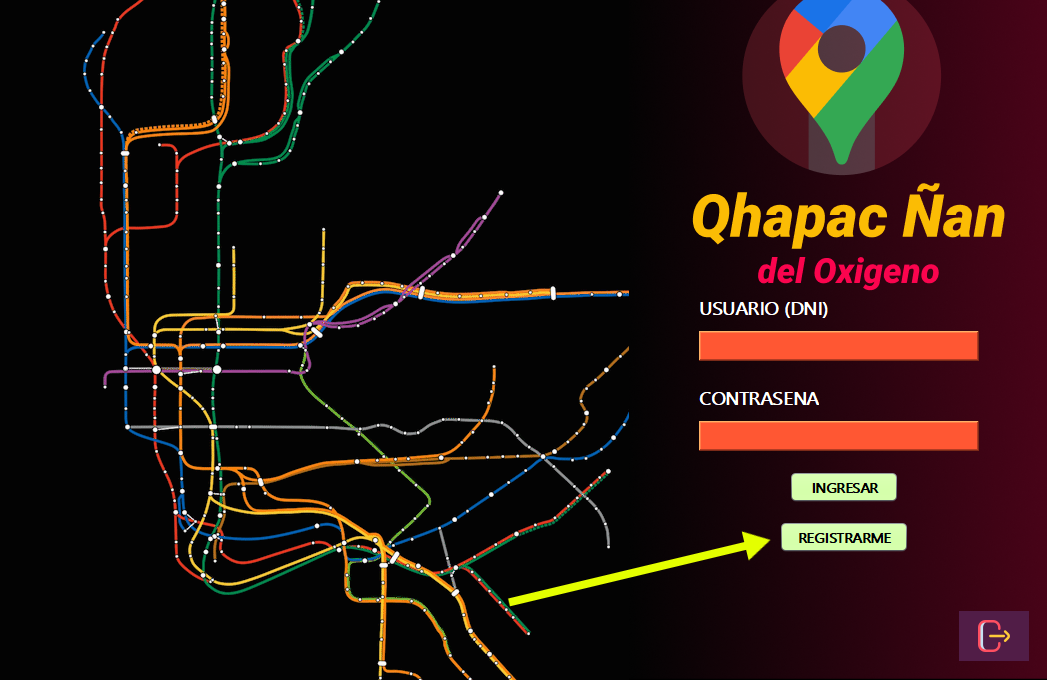 Qhapac Ñan
del Oxigeno
USUARIO (DNI)
CONTRASENA
INGRESAR
REGISTRARME